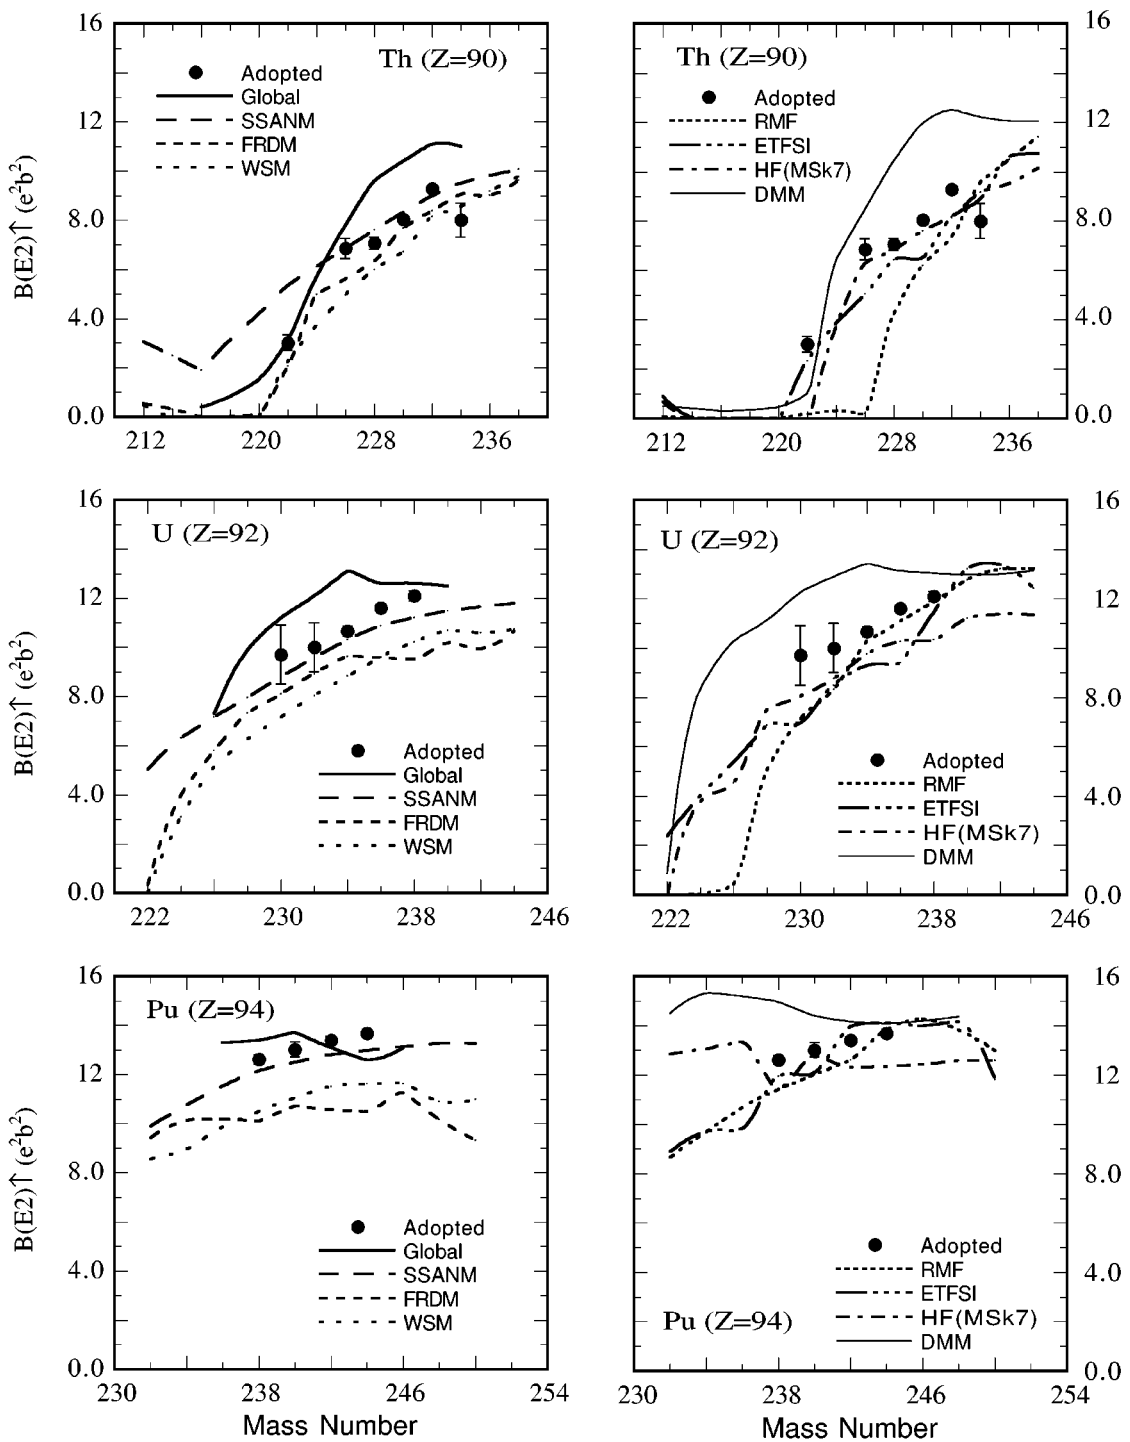 16
12
8.0
4.0
0.0
B(E2)↑ (e²b²)
Th (Z=90)
Adopted
Global
SSANM
FRDM
WSM
212
220
228
236
Th (Z=90)
Adopted
RMF
ETFSI
HF(MSk7)
DMM
16
12
8.0
4.0
0.0
212
220
228
236
16
12
8.0
4.0
0.0
B(E2)↑ (e²b²)
U (Z=92)
Adopted
Global
SSANM
FRDM
WSM
222
230
238
246
U (Z=92)
Adopted
RMF
ETFSI
HF(MSk7)
DMM
16
12
8.0
4.0
0.0
222
230
238
246
16
12
8.0
4.0
0.0
B(E2)↑ (e²b²)
Pu (Z=94)
Adopted
Global
SSANM
FRDM
WSM
230
238
246
254
Mass Number
Adopted
RMF
ETFSI
HF(MSk7)
DMM
Pu (Z=94)
16
12
8.0
4.0
0.0
230
238
246
254
Mass Number